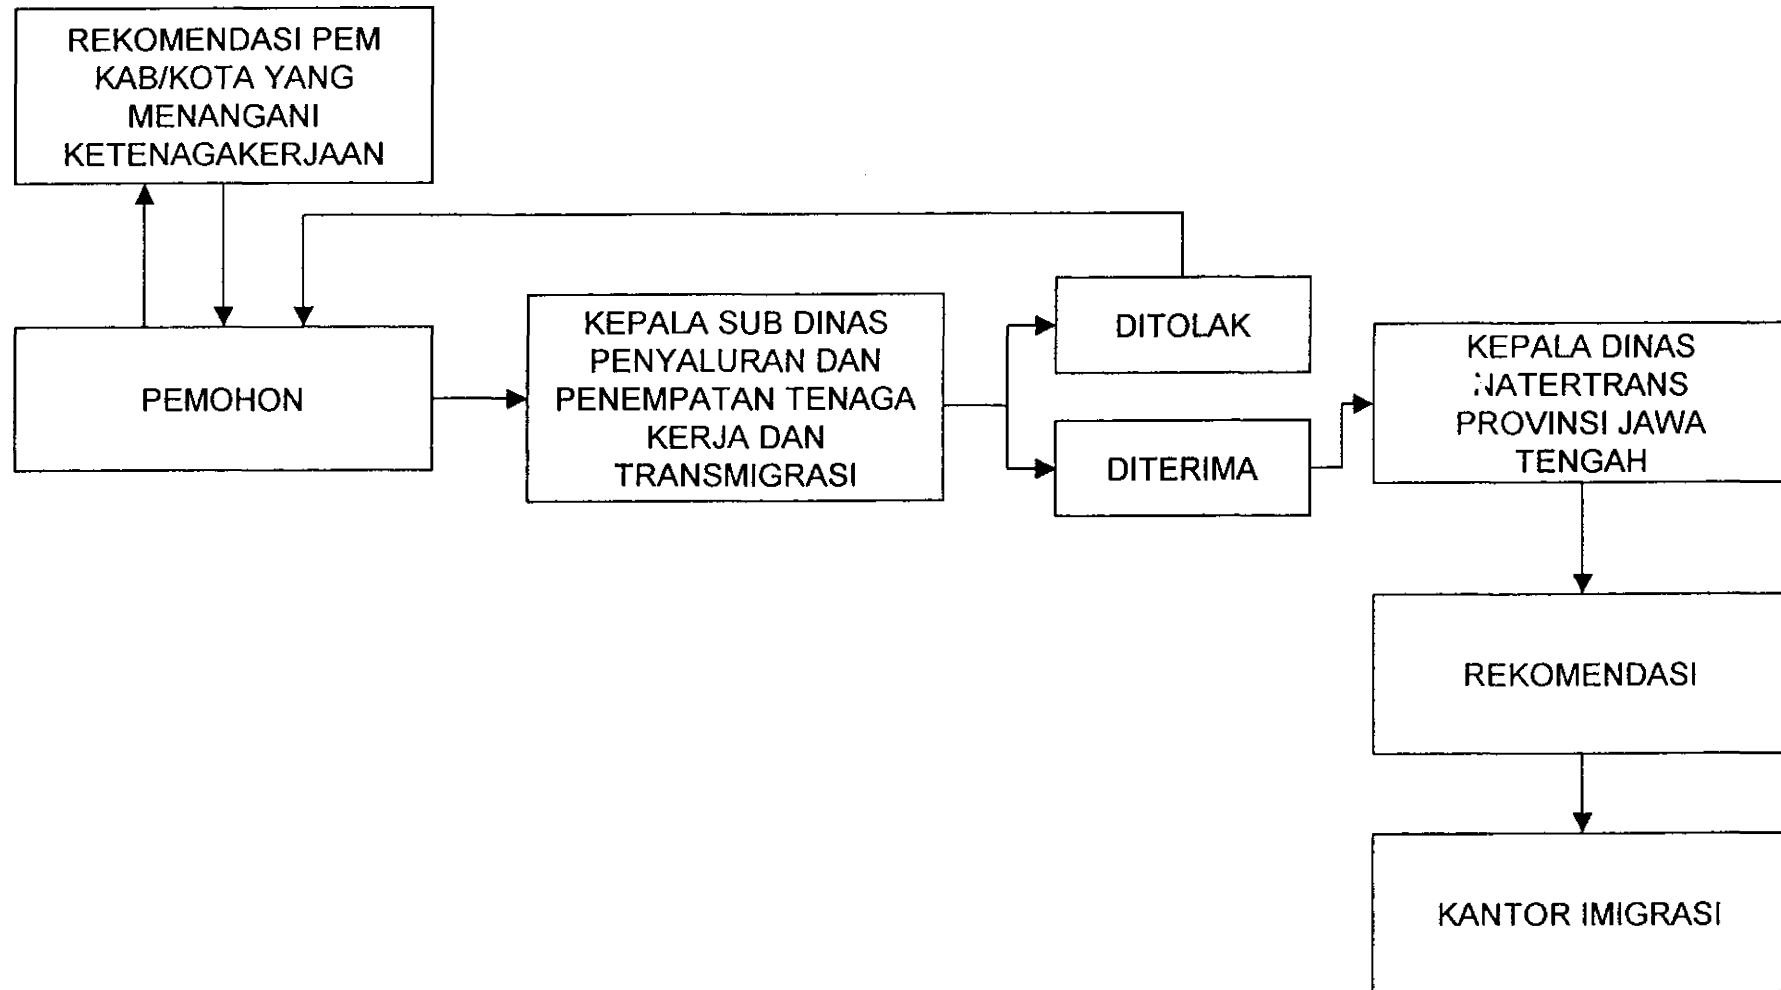 REKOMENDASI PEM
KAB/KOTA YANG
MENANGANI
KETENAGAKERJAAN
PEMOHON
KEPALA SUB DINAS
PENYALURAN DAN
PENEMPATAN TENAGA
KERJA DAN
TRANSMIGRASI
DITOLAK
DITERIMA
KEPALA DINAS
PROVINSI JAWA
TENGAH
REKOMENDASI
KANTOR IMIGRASI